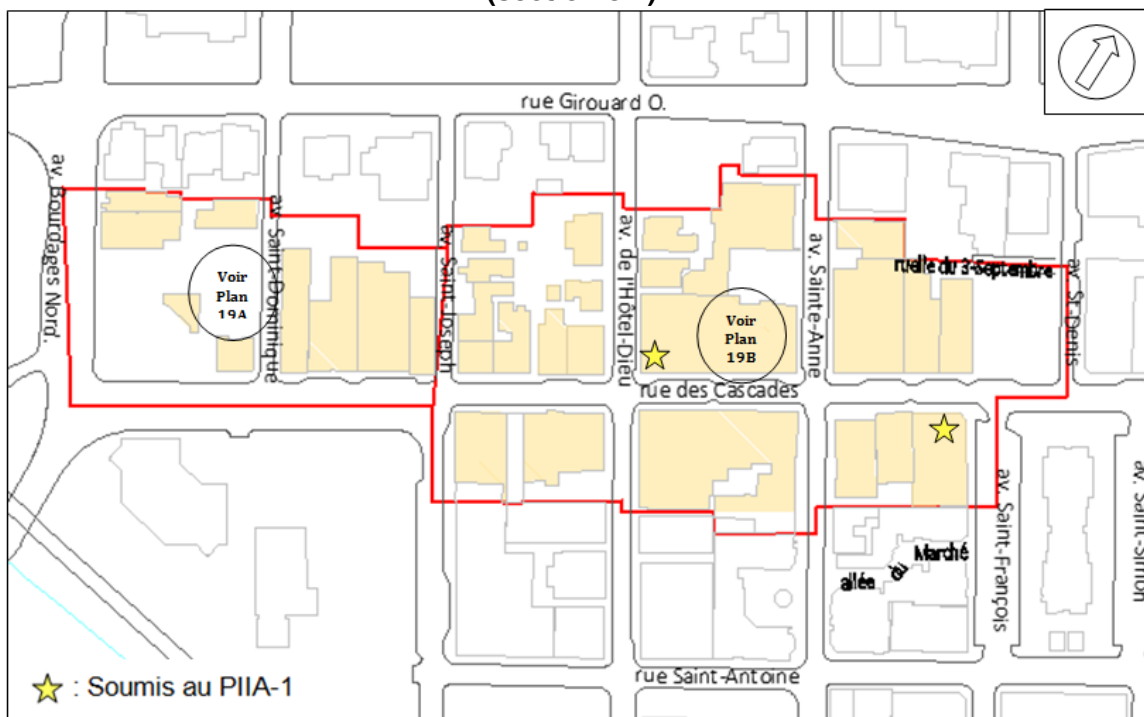 rue Girouard O.
av. Bourdages Nord.
av. Saint-Dominique
av. Saint-Joseph
av. de l'Hôtel-Dieu
av. Sainte-Anne
ruelle du 3-Septembre
av. St-Denis
Voir
Plan
19A
Voir
Plan
19B
rue des Cascades
av. Saint-François
av. Saint-Simon
allée du Marché
rue Saint-Antoine
: Soumis au PIIA-1